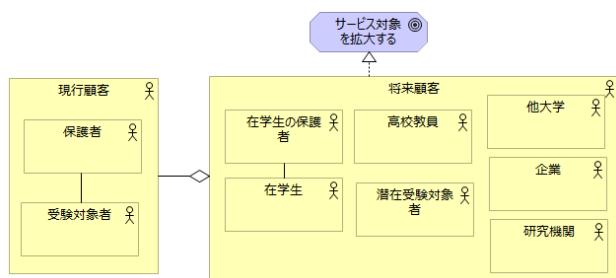 サービス対象
を拡大する
現行顧客
保護者
受験対象者
将来顧客
在学生の保護
者
在学生
高校教員
潜在受験対象
者
他大学
企業
研究機関